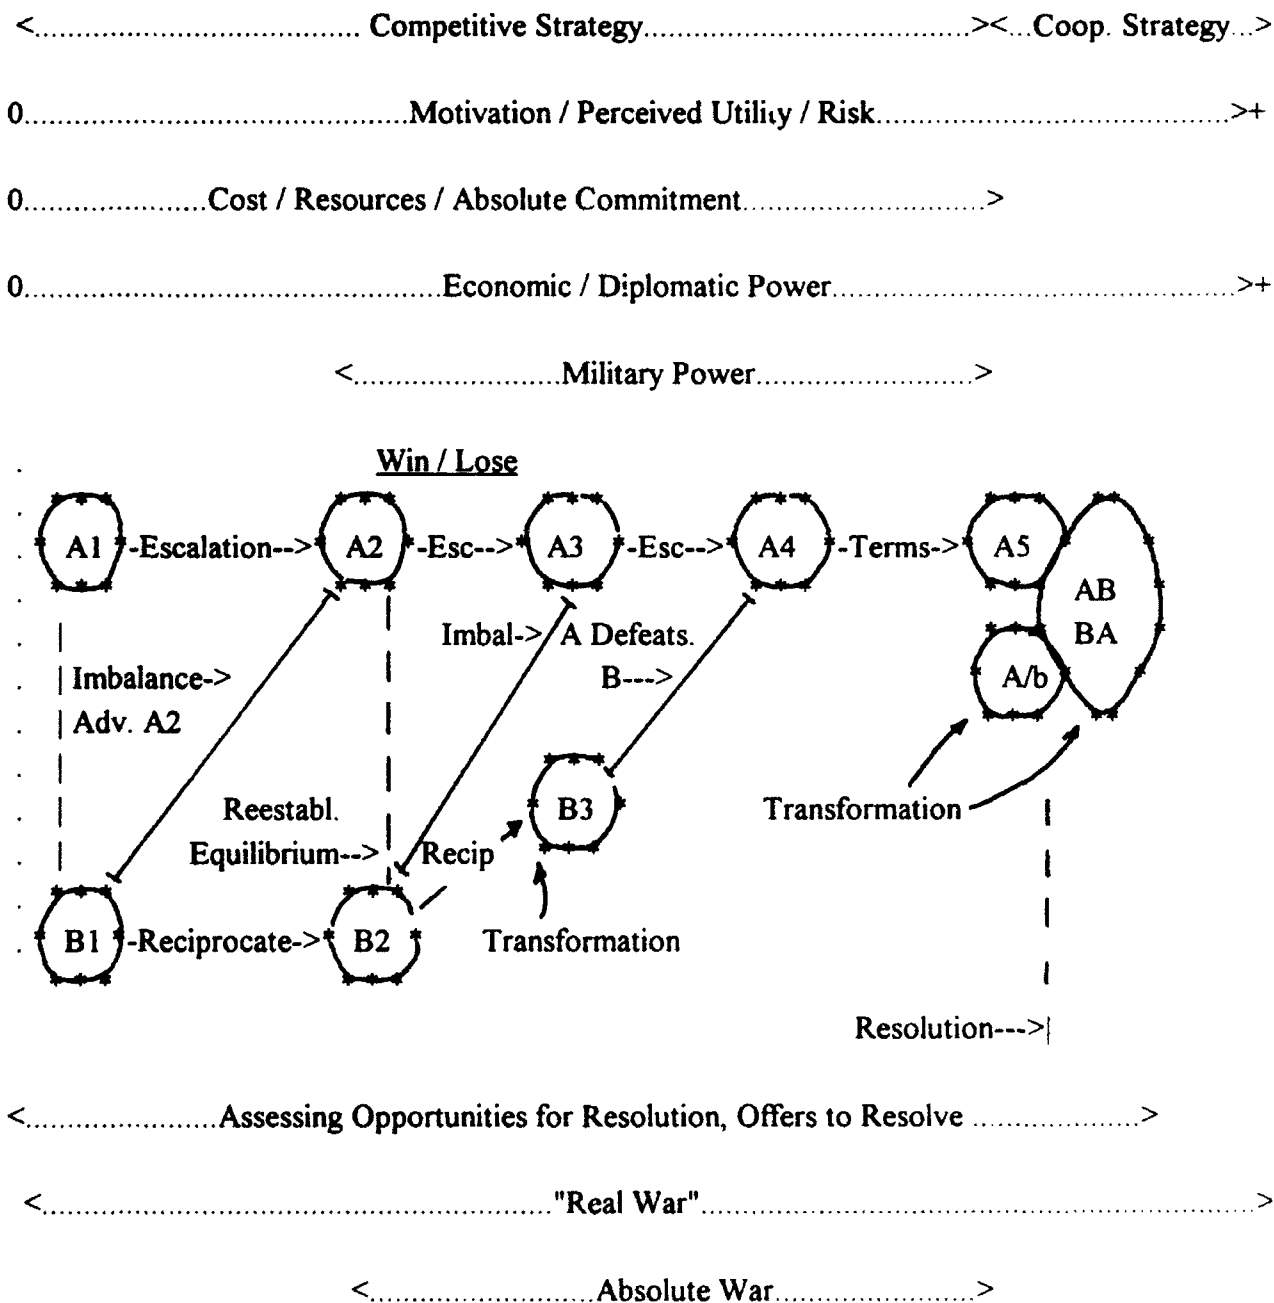 <....................................... Competitive Strategy.......................................><...Coop. Strategy...>
0..............................................Motivation / Perceived Utility / Risk..........................................>+
0........................Cost / Resources / Absolute Commitment.............................>
0....................................................Economic / Diplomatic Power.................................................>+
<.........................Military Power..........................>
Win / Lose
A1 -Escalation--> A2 -Esc--> A3 -Esc--> A4 -Terms-> A5
AB
Imbal-> A Defeats. BA
Imbalance-> B---> A/b
Adv. A2
Reestabl. B3 Transformation
Equilibrium--> Recip
B1 -Reciprocate-> B2 Transformation
Resolution--->
<.......................Assessing Opportunities for Resolution, Offers to Resolve ....................>
<.............................................................."Real War"...................................................................>
<...........................Absolute War........................>